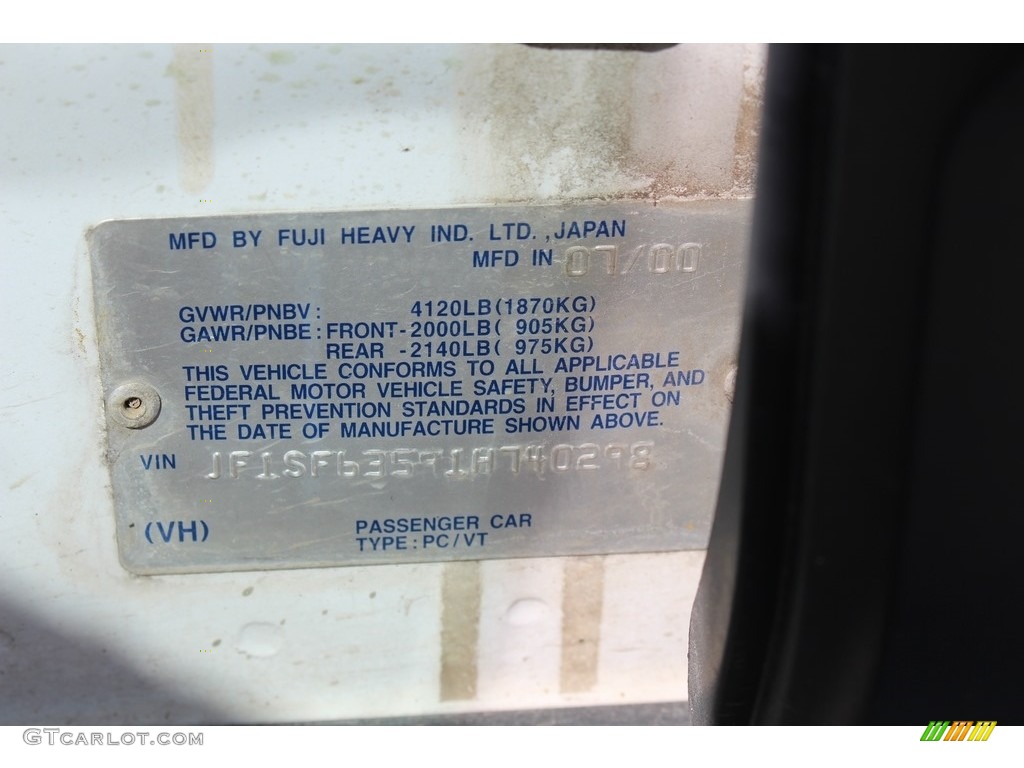 MFD BY FUJI HEAVY IND. LTD. ,JAPAN
MFD IN 07/00
GVWR/PNBV: 4120LB(1870KG)
GAWR/PNBE: FRONT-2000LB( 905KG)
REAR -2140LB( 975KG)
THIS VEHICLE CONFORMS TO ALL APPLICABLE
FEDERAL MOTOR VEHICLE SAFETY, BUMPER, AND
THEFT PREVENTION STANDARDS IN EFFECT ON
THE DATE OF MANUFACTURE SHOWN ABOVE.
VIN JF1SF63591H740298
(VH) PASSENGER CAR
TYPE: PC/VT
GTCARLOT.COM